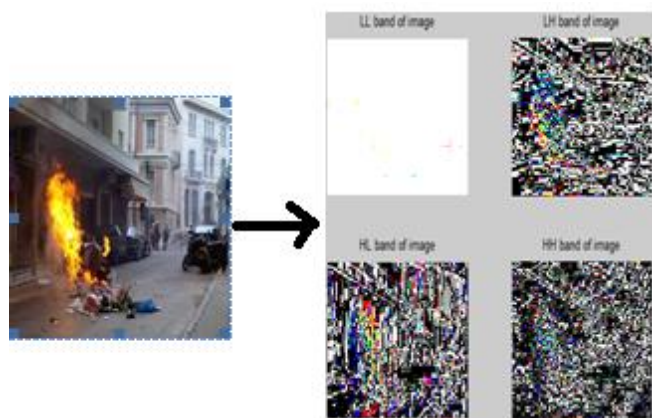 LL band of image
LH band of image
HL band of image
HH band of image